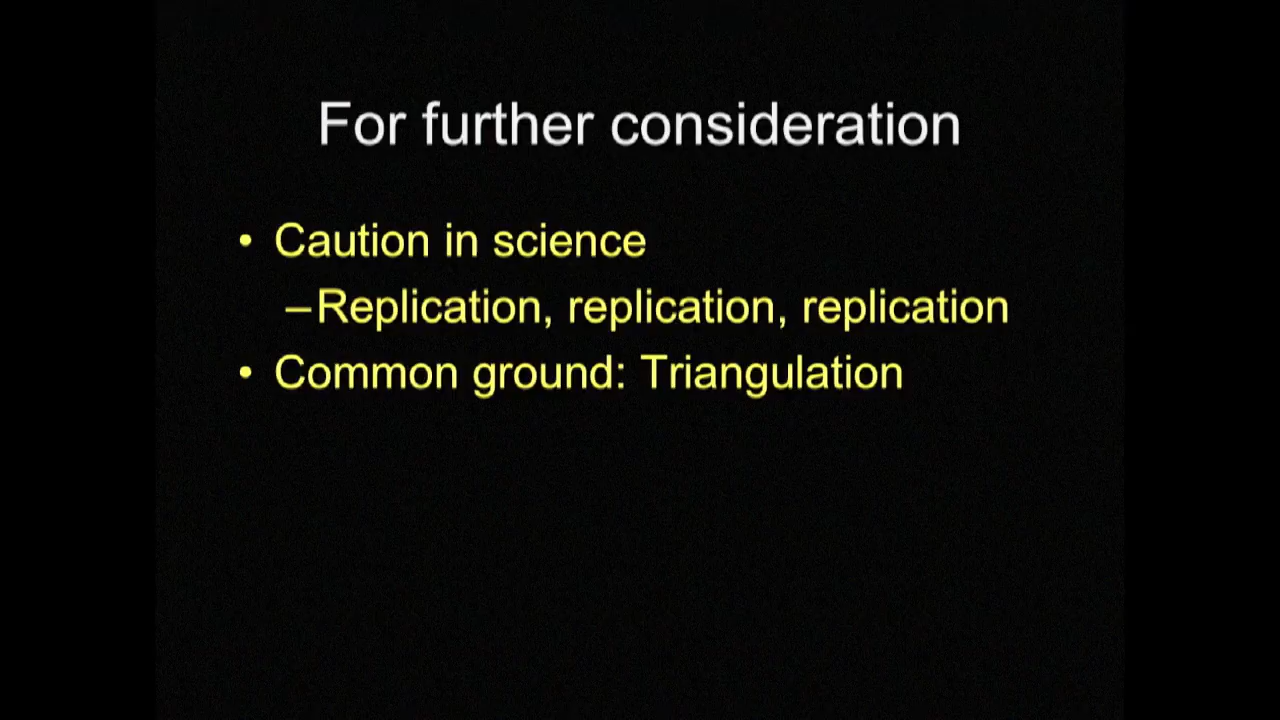 For further consideration
• Caution in science
–Replication, replication, replication
• Common ground: Triangulation